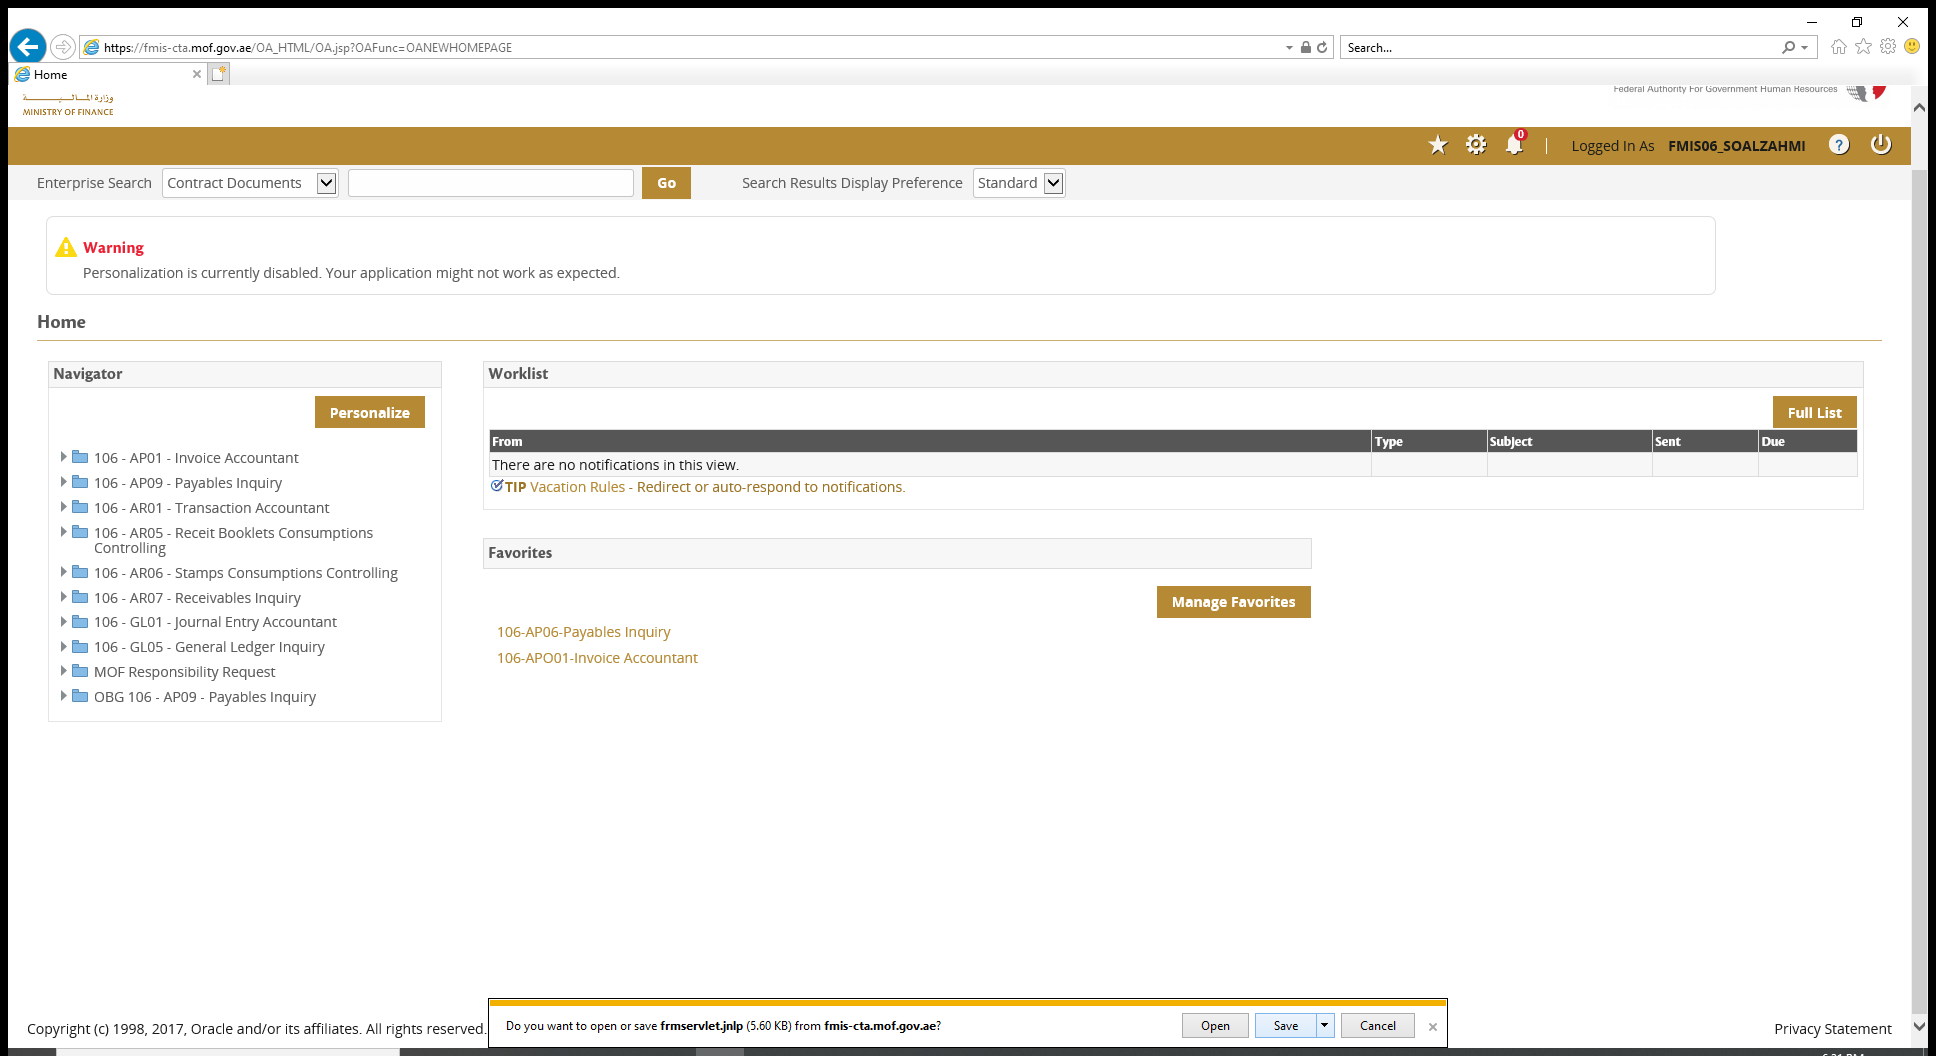 https://fmis-cta.mof.gov.ae/OA_HTML/OA.jsp?OAFunc=OANEWHOMEPAGE
Search...
Home
وزارة المالية
MINISTRY OF FINANCE
Federal Authority For Government Human Resources
0
Logged In As FMIS06_SOALZAHMI
?
Enterprise Search Contract Documents Go Search Results Display Preference Standard
Warning
Personalization is currently disabled. Your application might not work as expected.
Home
Navigator
Personalize
106 - AP01 - Invoice Accountant
106 - AP09 - Payables Inquiry
106 - AR01 - Transaction Accountant
106 - AR05 - Receit Booklets Consumptions
Controlling
106 - AR06 - Stamps Consumptions Controlling
106 - AR07 - Receivables Inquiry
106 - GL01 - Journal Entry Accountant
106 - GL05 - General Ledger Inquiry
MOF Responsibility Request
OBG 106 - AP09 - Payables Inquiry
Worklist
Full List
From Type Subject Sent Due
There are no notifications in this view.
TIP Vacation Rules - Redirect or auto-respond to notifications.
Favorites
Manage Favorites
106-AP06-Payables Inquiry
106-APO01-Invoice Accountant
Copyright (c) 1998, 2017, Oracle and/or its affiliates. All rights reserved.
Do you want to open or save frmservlet.jnlp (5.60 KB) from fmis-cta.mof.gov.ae?
Open Save Cancel
Privacy Statement